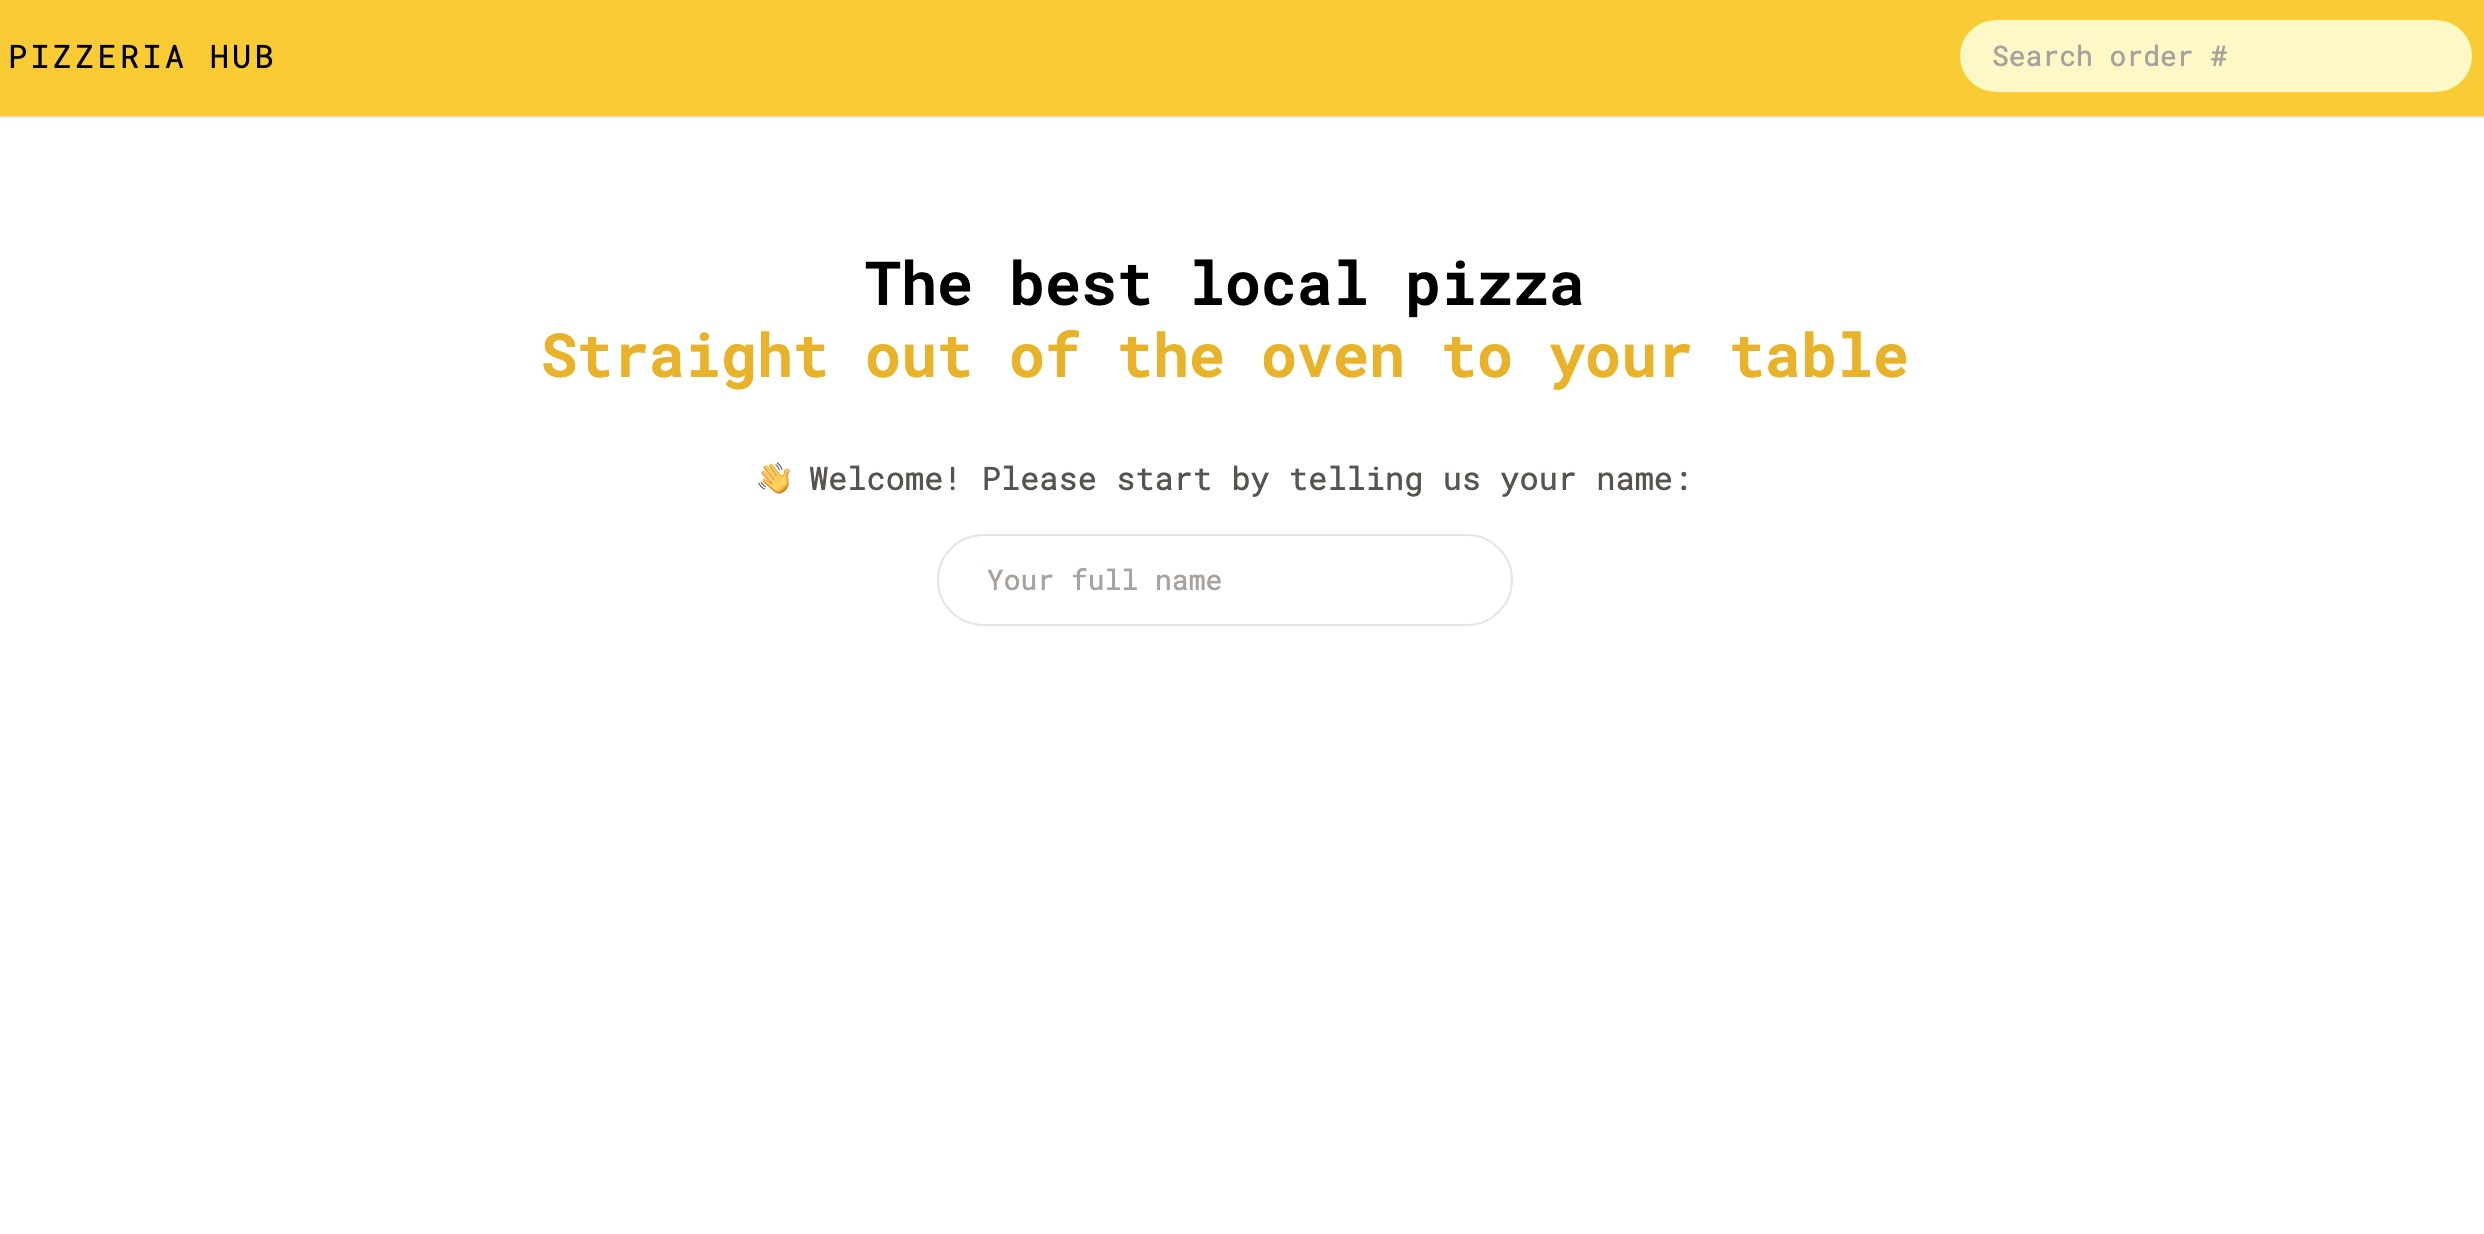 PIZZERIA HUB
Search order #
The best local pizza
Straight out of the oven to your table
👋 Welcome! Please start by telling us your name:
Your full name